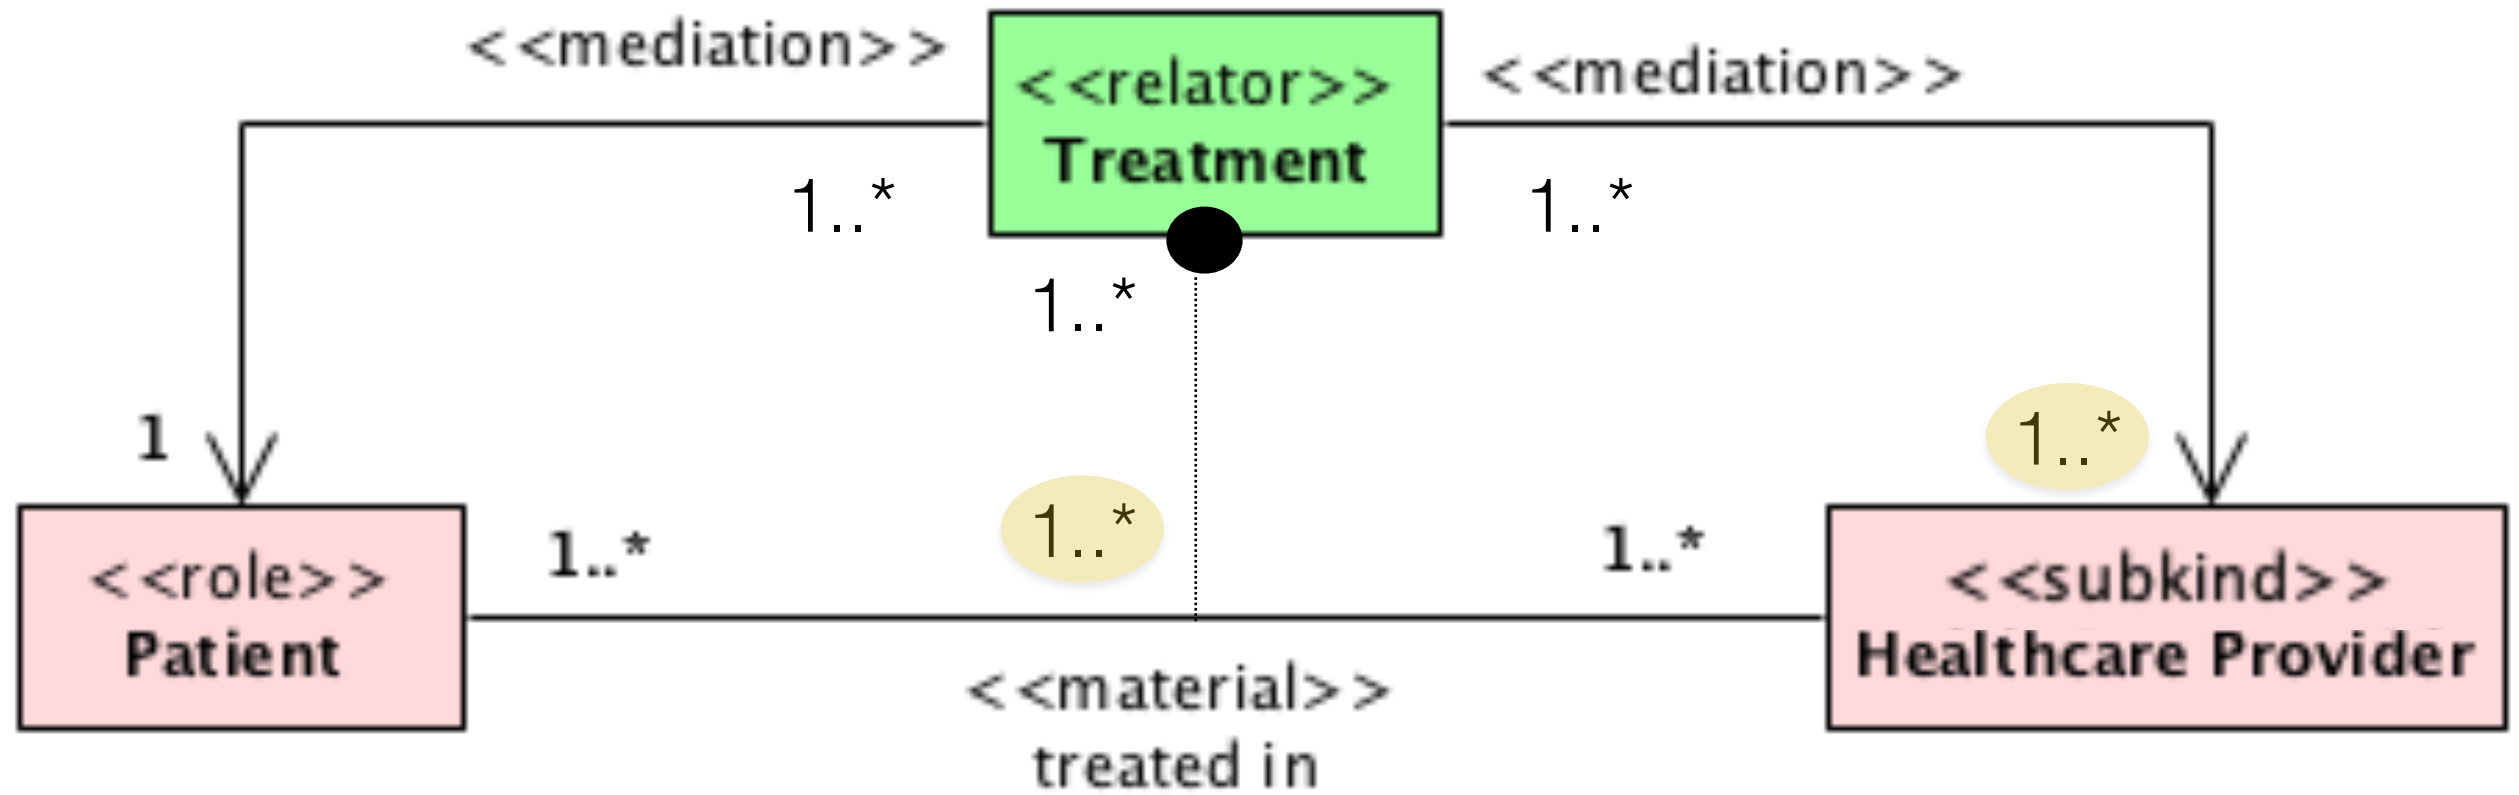 <<mediation>>
<<relator>>
Treatment
<<mediation>>
1..*
1..*
1..*
1
1..*
<<role>>
Patient
1..*
1..*
1..*
<<subkind>>
Healthcare Provider
<<material>>
treated in